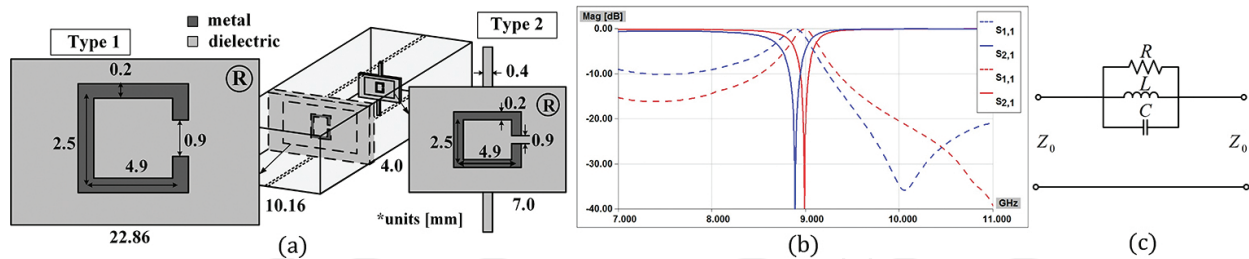 metal
dielectric
Type 1
R
0.2
2.5
4.9
0.9
22.86
10.16
4.0
*units [mm]
(a)
Type 2
0.4
R
0.2
2.5
4.9
0.9
7.0
Mag [dB]
0.00
-10.00
-20.00
-30.00
-40.00
7.000
8.000
9.000
10.000
11.000
GHz
S1,1
S2,1
S1,1
S2,1
(b)
R
L
C
Z0
Z0
(c)